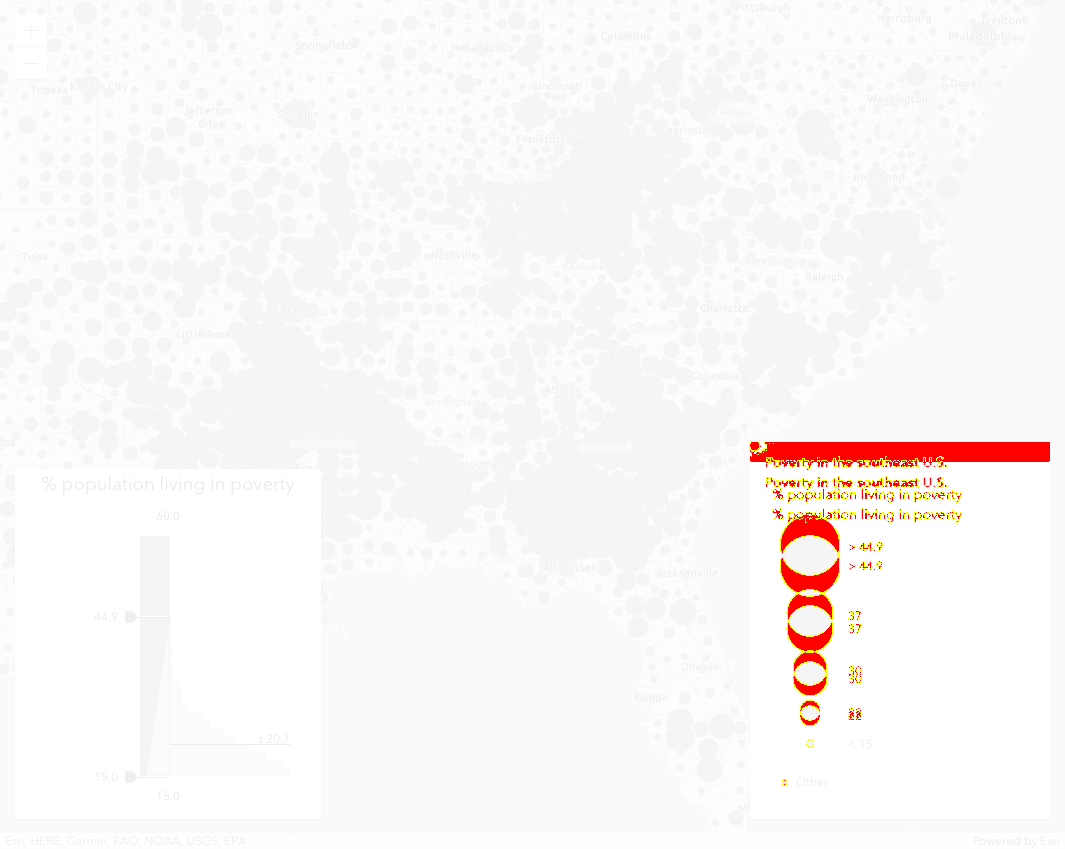 Pittsburgh
Harrisburg
Trenton
Springfield
Indianapolis
Columbus
Philadelphia
Topeka
Kansas City
Cincinnati
Dover
Washington
Jefferson
City
St Louis
Frankfort
Charleston
Richmond
Tulsa
Nashville
Knoxville
Greensboro
Raleigh
Memphis
Charlotte
Little Rock
Greenville
Columbia
Atlanta
Birmingham
Montgomery
Tallahassee
Jacksonville
Orlando
Tampa
% population living in poverty
60.0
44.9
x̄ 20.7
15.0
15.0
Poverty in the southeast U.S.
Poverty in the southeast U.S.
% population living in poverty
% population living in poverty
> 44.9
> 44.9
37
37
30
30
< 15
Other
Esri, HERE, Garmin, FAO, NOAA, USGS, EPA
Powered by Esri